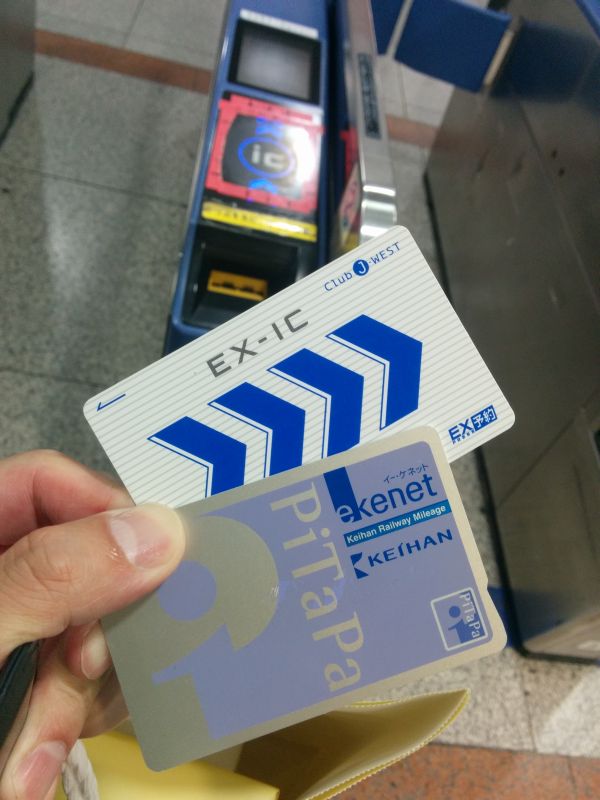 ic
Club J-WEST
EX-IC
EX予約
イー・ケネット
ekenet
Keihan Railway Mileage
KEIHAN
PiTaPa
PiTaPa